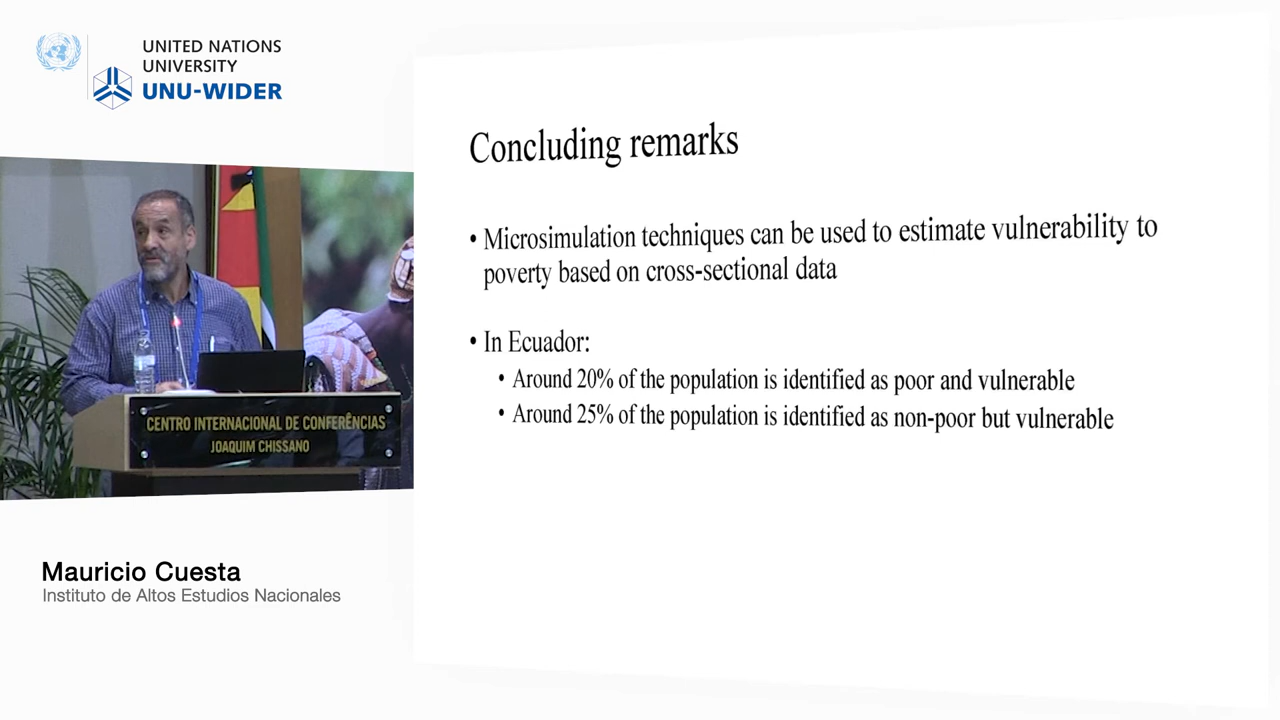 UNITED NATIONS
UNIVERSITY
UNU-WIDER
CENTRO INTERNACIONAL DE CONFERÊNCIAS
JOAQUIM CHISSANO
Mauricio Cuesta
Instituto de Altos Estudios Nacionales
Concluding remarks
• Microsimulation techniques can be used to estimate vulnerability to
poverty based on cross-sectional data
• In Ecuador:
• Around 20% of the population is identified as poor and vulnerable
• Around 25% of the population is identified as non-poor but vulnerable